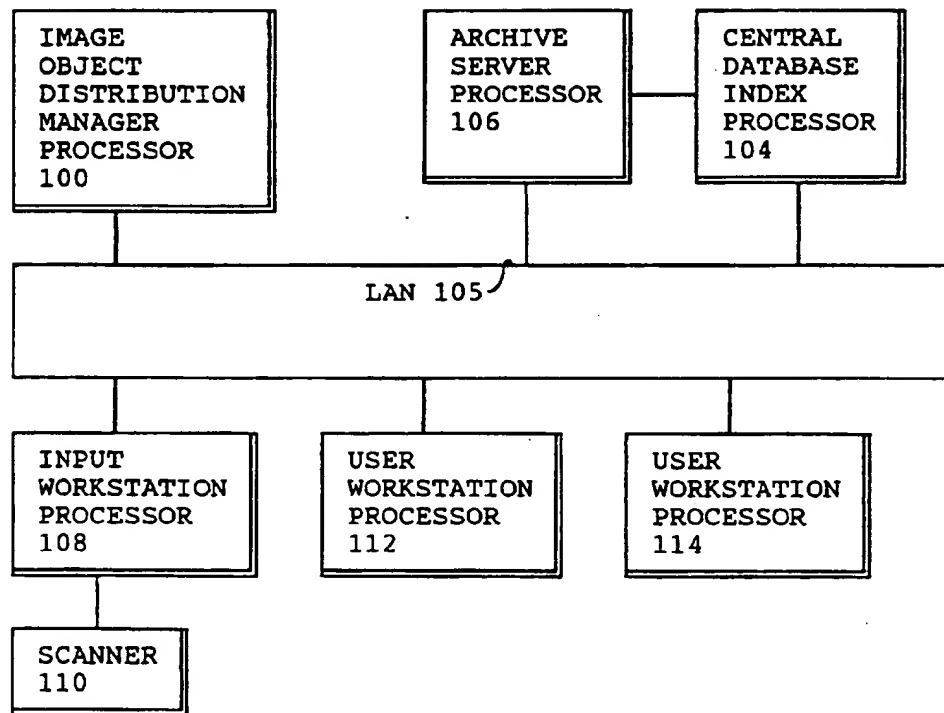 IMAGE
OBJECT
DISTRIBUTION
MANAGER
PROCESSOR
100
ARCHIVE
SERVER
PROCESSOR
106
CENTRAL
DATABASE
INDEX
PROCESSOR
104
LAN 105
INPUT
WORKSTATION
PROCESSOR
108
USER
WORKSTATION
PROCESSOR
112
USER
WORKSTATION
PROCESSOR
114
SCANNER
110